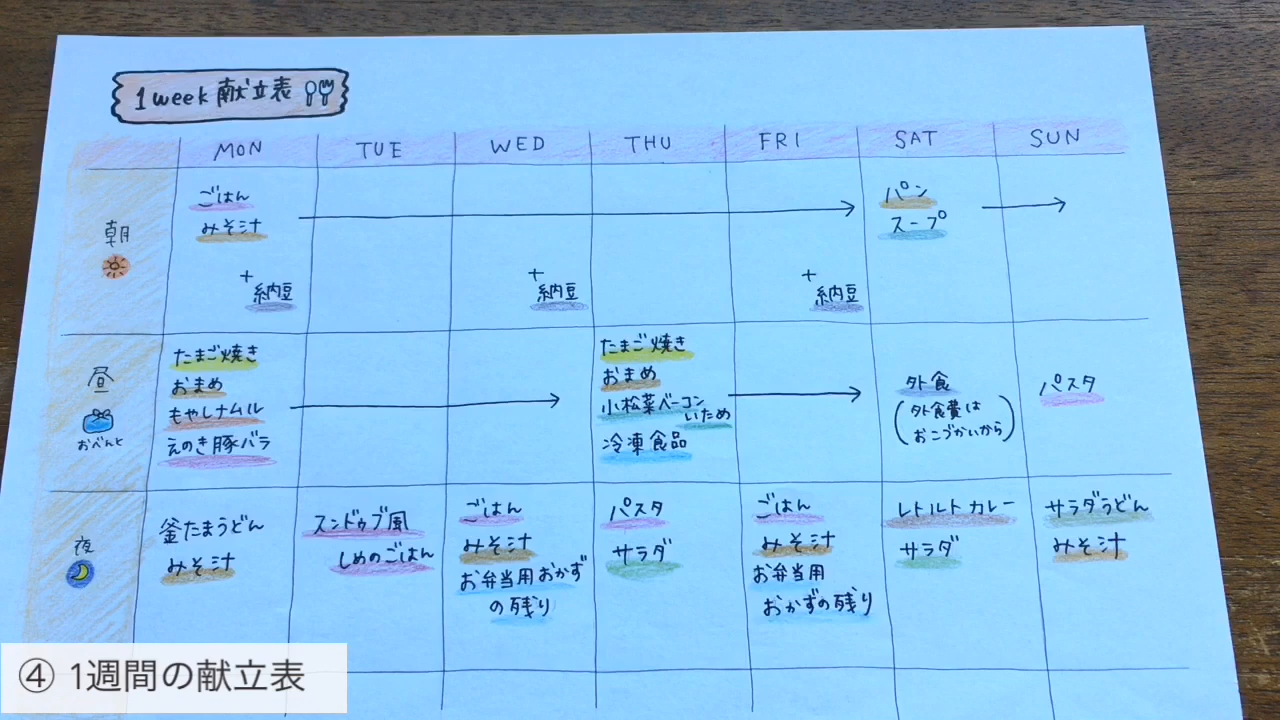 1week 献立表
MON TUE WED THU FRI SAT SUN
朝
ごはん
みそ汁
+納豆
+納豆
+納豆
パン
スープ
昼
おべんと
たまご焼き
おまめ
もやしナムル
えのき豚バラ
たまご焼き
おまめ
小松菜ベーコン
いため
冷凍食品
外食
(外食費は
おこづかいから)
パスタ
夜
釜たまうどん
みそ汁
スンドゥブ風
しめのごはん
ごはん
みそ汁
お弁当用おかず
の残り
パスタ
サラダ
ごはん
みそ汁
お弁当用
おかずの残り
レトルトカレー
サラダ
サラダうどん
みそ汁
④ 1週間の献立表